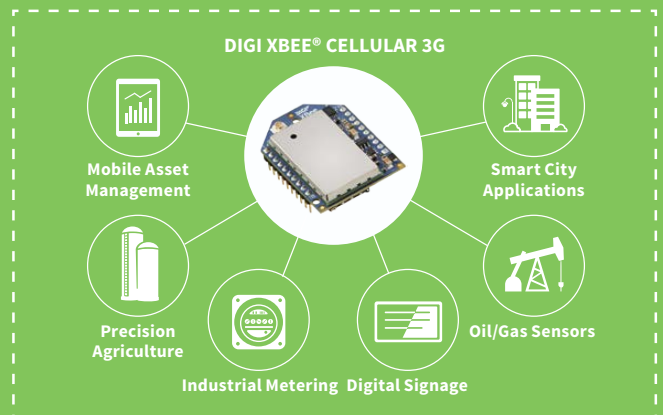 DIGI XBEE® CELLULAR 3G
Mobile Asset
Management
Smart City
Applications
Precision
Agriculture
Oil/Gas Sensors
Industrial Metering
Digital Signage